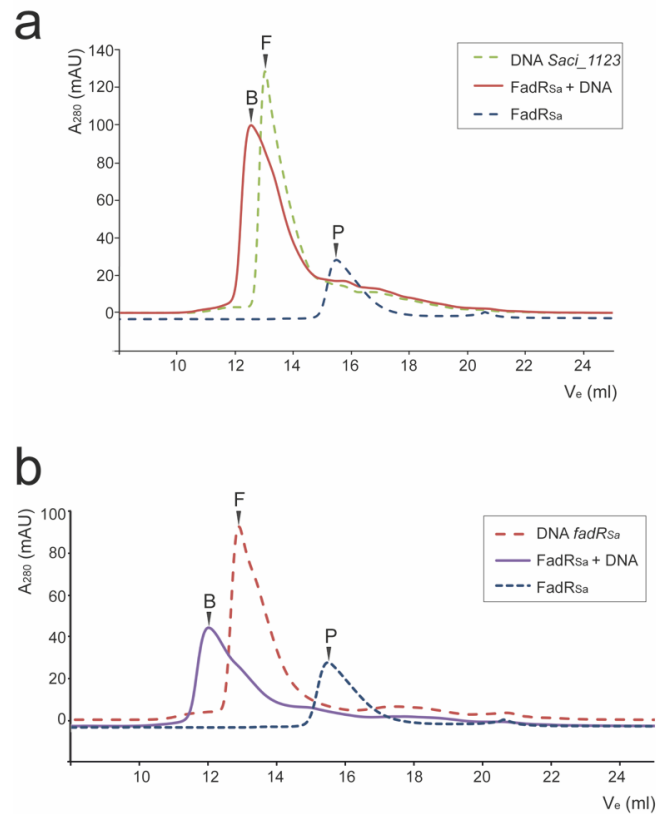 a
A280 (mAU)
140
120
100
80
60
40
20
0
F
B
P
DNA Saci_1123
FadRSa + DNA
FadRSa
10 12 14 16 18 20 22 24
Ve (ml)
b
A280 (mAU)
100
80
60
40
20
0
F
B
P
DNA fadRSa
FadRSa + DNA
FadRSa
10 12 14 16 18 20 22 24
Ve (ml)